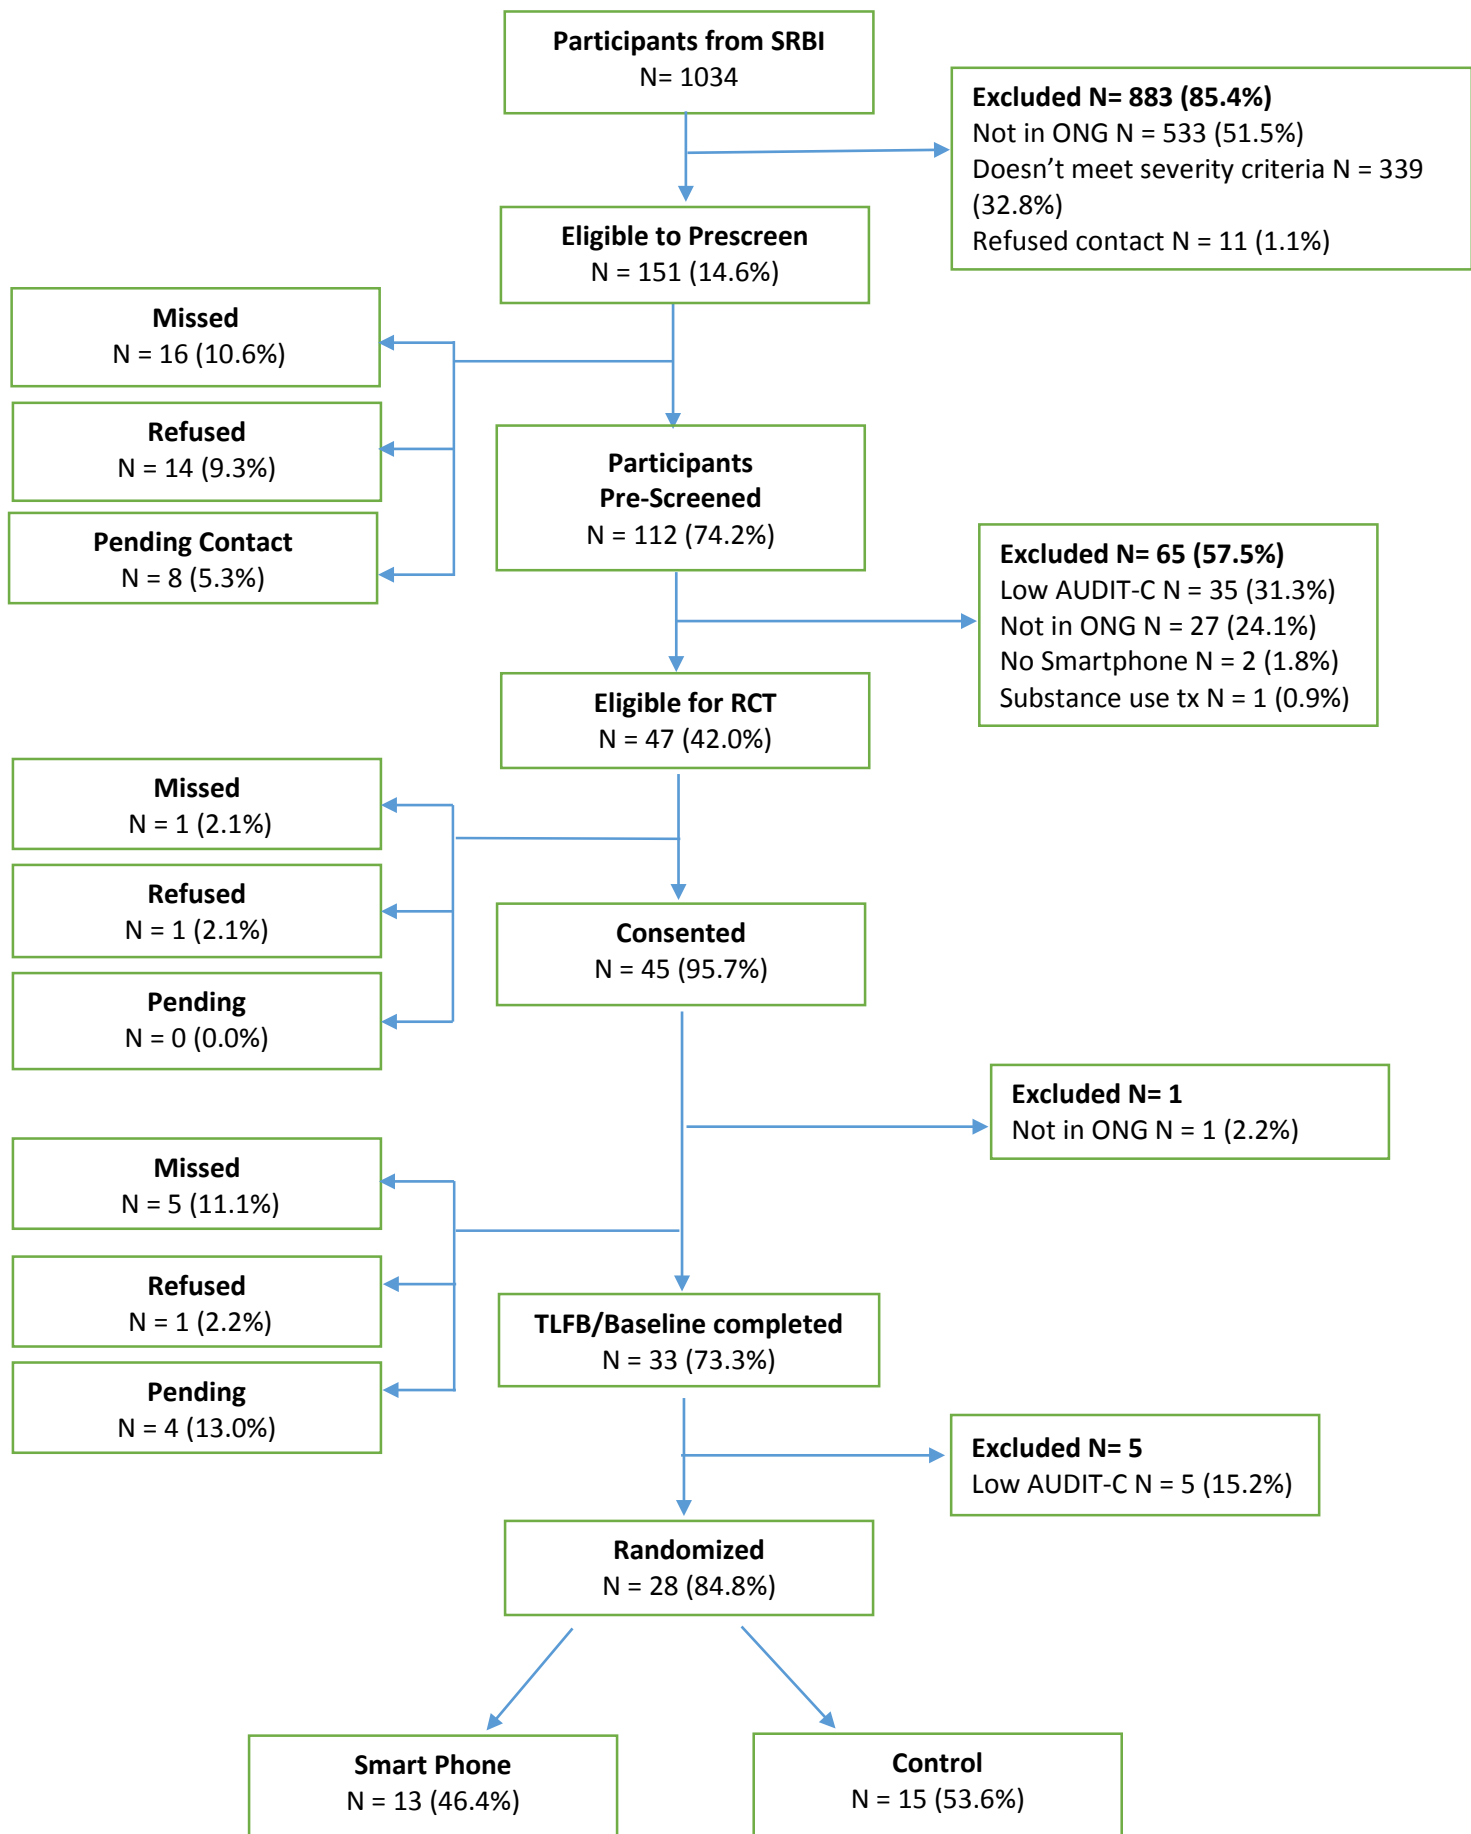 Participants from SRBI
N= 1034
Excluded N= 883 (85.4%)
Not in ONG N = 533 (51.5%)
Doesn’t meet severity criteria N = 339
(32.8%)
Refused contact N = 11 (1.1%)
Eligible to Prescreen
N = 151 (14.6%)
Missed
N = 16 (10.6%)
Refused
N = 14 (9.3%)
Pending Contact
N = 8 (5.3%)
Participants
Pre-Screened
N = 112 (74.2%)
Excluded N= 65 (57.5%)
Low AUDIT-C N = 35 (31.3%)
Not in ONG N = 27 (24.1%)
No Smartphone N = 2 (1.8%)
Substance use tx N = 1 (0.9%)
Eligible for RCT
N = 47 (42.0%)
Missed
N = 1 (2.1%)
Refused
N = 1 (2.1%)
Pending
N = 0 (0.0%)
Consented
N = 45 (95.7%)
Excluded N= 1
Not in ONG N = 1 (2.2%)
Missed
N = 5 (11.1%)
Refused
N = 1 (2.2%)
Pending
N = 4 (13.0%)
TLFB/Baseline completed
N = 33 (73.3%)
Excluded N= 5
Low AUDIT-C N = 5 (15.2%)
Randomized
N = 28 (84.8%)
Smart Phone
N = 13 (46.4%)
Control
N = 15 (53.6%)